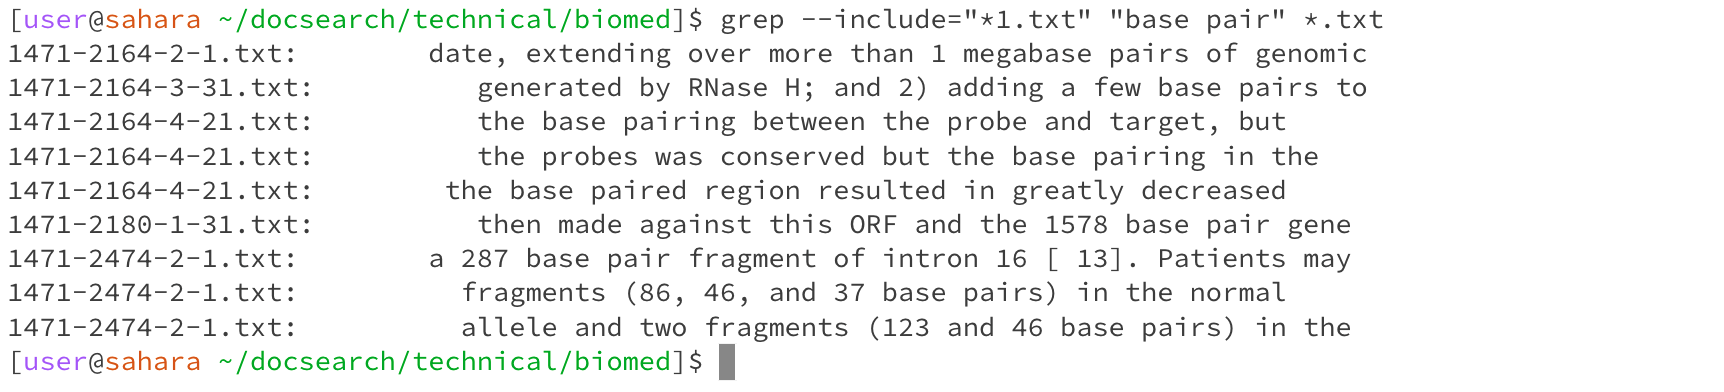 [user@sahara ~/docsearch/technical/biomed]$ grep --include="*1.txt" "base pair" *.txt
1471-2164-2-1.txt:        date, extending over more than 1 megabase pairs of genomic
1471-2164-3-31.txt:          generated by RNase H; and 2) adding a few base pairs to
1471-2164-4-21.txt:          the base pairing between the probe and target, but
1471-2164-4-21.txt:          the probes was conserved but the base pairing in the
1471-2164-4-21.txt:        the base paired region resulted in greatly decreased
1471-2180-1-31.txt:          then made against this ORF and the 1578 base pair gene
1471-2474-2-1.txt:        a 287 base pair fragment of intron 16 [ 13]. Patients may
1471-2474-2-1.txt:          fragments (86, 46, and 37 base pairs) in the normal
1471-2474-2-1.txt:          allele and two fragments (123 and 46 base pairs) in the
[user@sahara ~/docsearch/technical/biomed]$